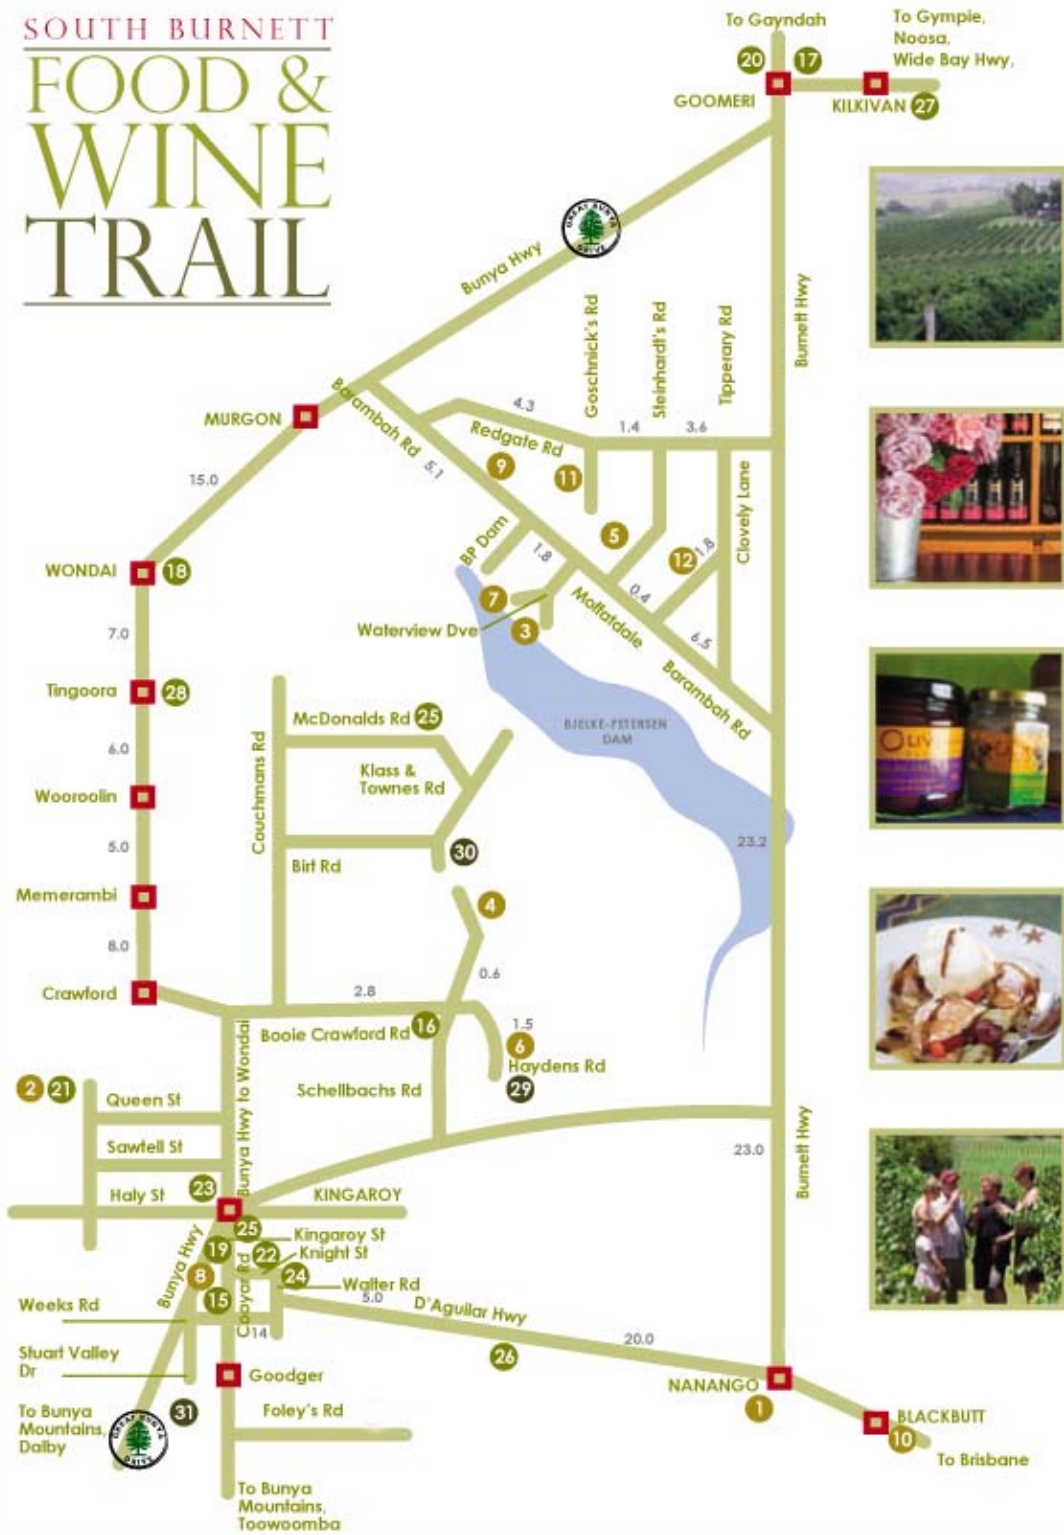 SOUTH BURNETT
FOOD &
WINE
TRAIL
To Gayndah
To Gympie,
Noosa,
Wide Bay Hwy,
20
17
GOOMERI
KILKIVAN 27
GREAT BUNYA
DRIVE
Bunya Hwy
Burnett Hwy
Goschnick's Rd
Steinhardt's Rd
Tipperary Rd
MURGON
Barambah Rd
4.3
1.4
3.6
Redgate Rd
5.1
9
11
15.0
Clovely Lane
BP Dam
5
1.8
12
1.8
WONDAI 18
7
0.4
Moffatdale
Waterview Dve
3
7.0
6.5
Barambah Rd
Tingoora 28
McDonalds Rd 25
BJELKE-PETERSEN
DAM
Couchmans Rd
6.0
Klass &
Townes Rd
Wooroolin
5.0
23.2
Birt Rd
30
Memerambi
4
8.0
0.6
Crawford
2.8
Booie Crawford Rd 16
1.5
6
Haydens Rd
29
Bunya Hwy to Wondai
Schellbachs Rd
2 21
Queen St
Sawtell St
Haly St
23
KINGAROY
23.0
Burnett Hwy
25
Kingaroy St
19
22
Knight St
Bunya Hwy
8
24
Walter Rd
15
Cooyar Rd
Weeks Rd
5.0
D'Aguilar Hwy
14
20.0
26
Stuart Valley
Dr
Goodger
NANANGO
1
31
Foley's Rd
To Bunya
Mountains,
Dalby
GREAT BUNYA
DRIVE
BLACKBUTT
10
To Brisbane
To Bunya
Mountains,
Toowoomba
OLIV